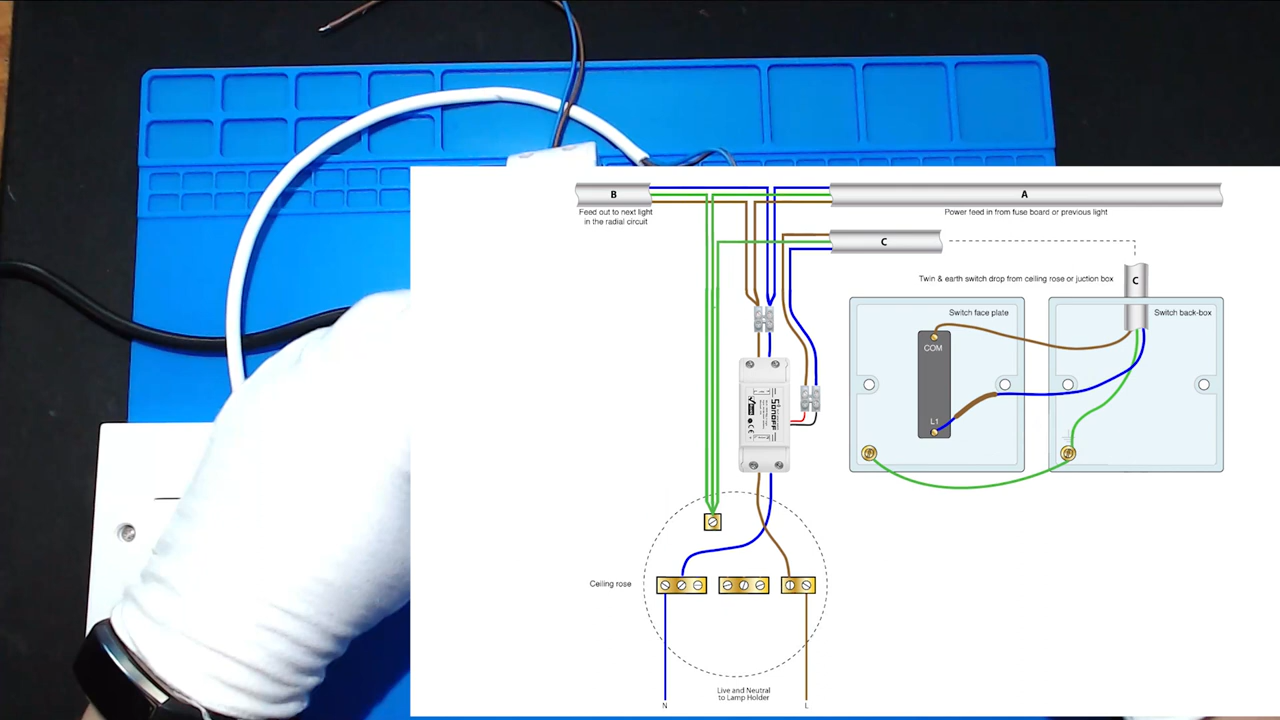 B
A
Feed out to next light
in the radial circuit
Power feed in from fuse board or previous light
C
Twin & earth switch drop from ceiling rose or juction box
C
Switch face plate
Switch back-box
COM
L1
SONOFF
Ceiling rose
Live and Neutral
to Lamp Holder
N
L